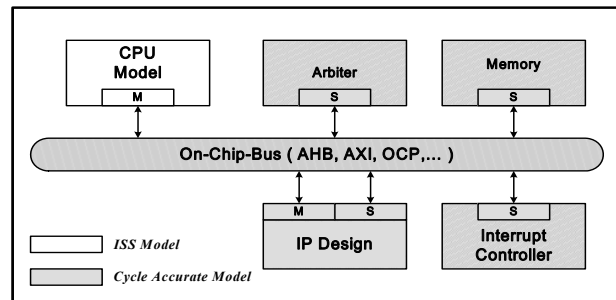 CPU
Model
M
Arbiter
S
Memory
S
On-Chip-Bus ( AHB, AXI, OCP,... )
M
S
IP Design
S
Interrupt
Controller
ISS Model
Cycle Accurate Model